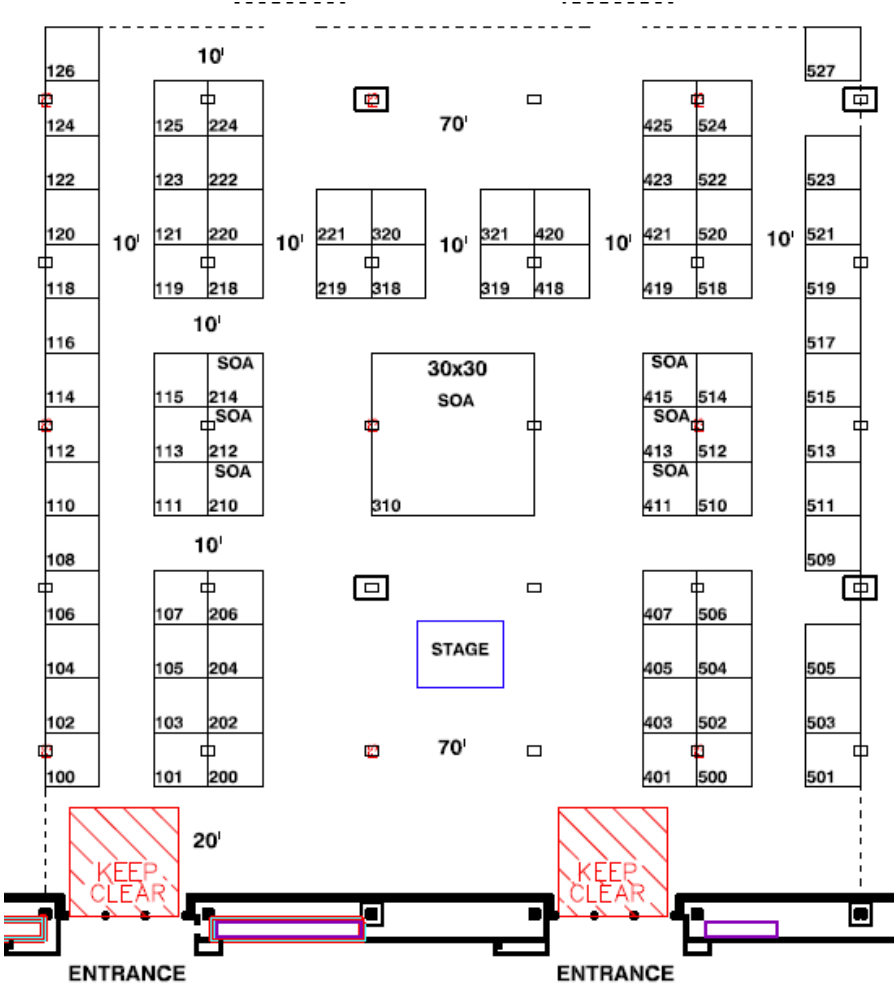 10'
126 527
124 125 224 70' 425 524
122 123 222 423 522 523
120 10' 121 220 10' 221 320 10' 321 420 10' 421 520 10' 521
118 119 218 219 318 319 418 419 518 519
10'
116 517
SOA 30x30 SOA
114 115 214 SOA 415 514 515
SOA SOA
112 113 212 413 512 513
SOA SOA
110 111 210 310 411 510 511
10'
108 509
106 107 206 407 506
STAGE
104 105 204 405 504 505
102 103 202 403 502 503
70'
100 101 200 401 500 501
20'
KEEP KEEP
CLEAR CLEAR
ENTRANCE ENTRANCE